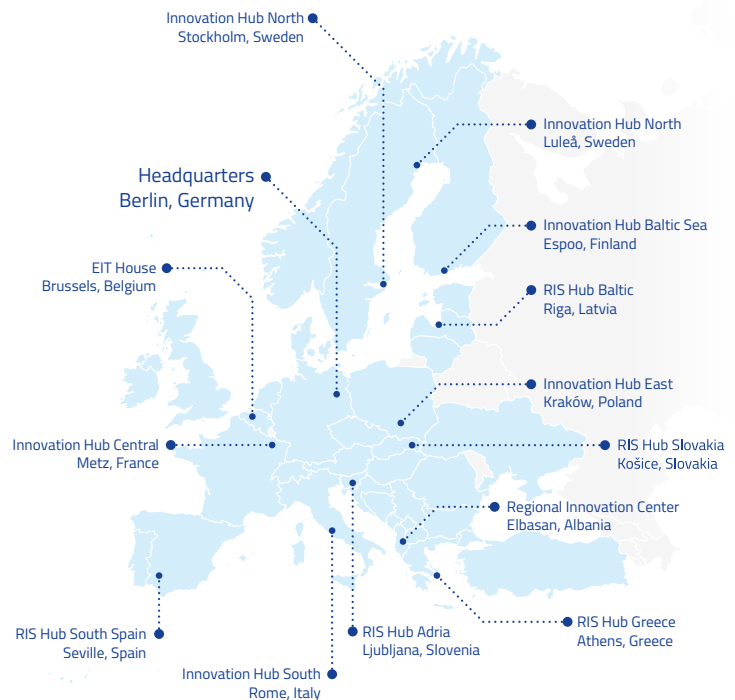 Innovation Hub North
Stockholm, Sweden
Innovation Hub North
Luleå, Sweden
Headquarters
Berlin, Germany
Innovation Hub Baltic Sea
Espoo, Finland
EIT House
Brussels, Belgium
RIS Hub Baltic
Riga, Latvia
Innovation Hub East
Kraków, Poland
Innovation Hub Central
Metz, France
RIS Hub Slovakia
Košice, Slovakia
Regional Innovation Center
Elbasan, Albania
RIS Hub South Spain
Seville, Spain
RIS Hub Adria
Ljubljana, Slovenia
RIS Hub Greece
Athens, Greece
Innovation Hub South
Rome, Italy